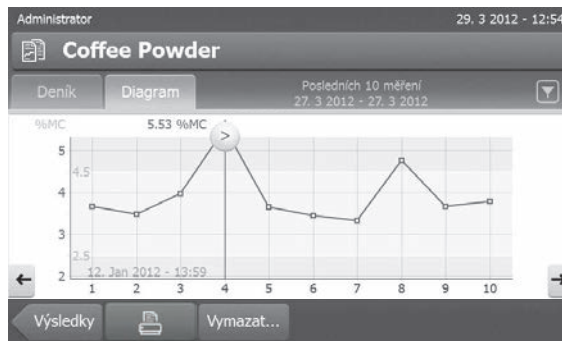 Administrator
29. 3 2012 - 12:54
Coffee Powder
Deník
Diagram
Posledních 10 měření
27. 3 2012 - 27. 3 2012
%MC
5.53 %MC
>
5
4.5
4
3
2.5
2
12. Jan 2012 - 13:59
1 2 3 4 5 6 7 8 9 10
Výsledky
Vymazat...